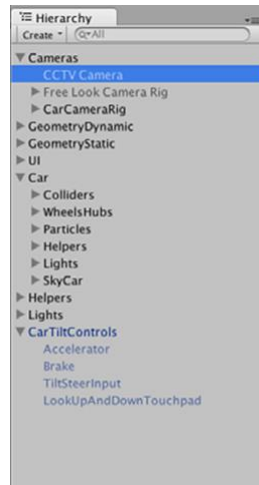 Hierarchy
Create All
Cameras
CCTV Camera
Free Look Camera Rig
CarCameraRig
GeometryDynamic
GeometryStatic
UI
Car
Colliders
WheelsHubs
Particles
Helpers
Lights
SkyCar
Helpers
Lights
CarTiltControls
Accelerator
Brake
TiltSteerInput
LookUpAndDownTouchpad